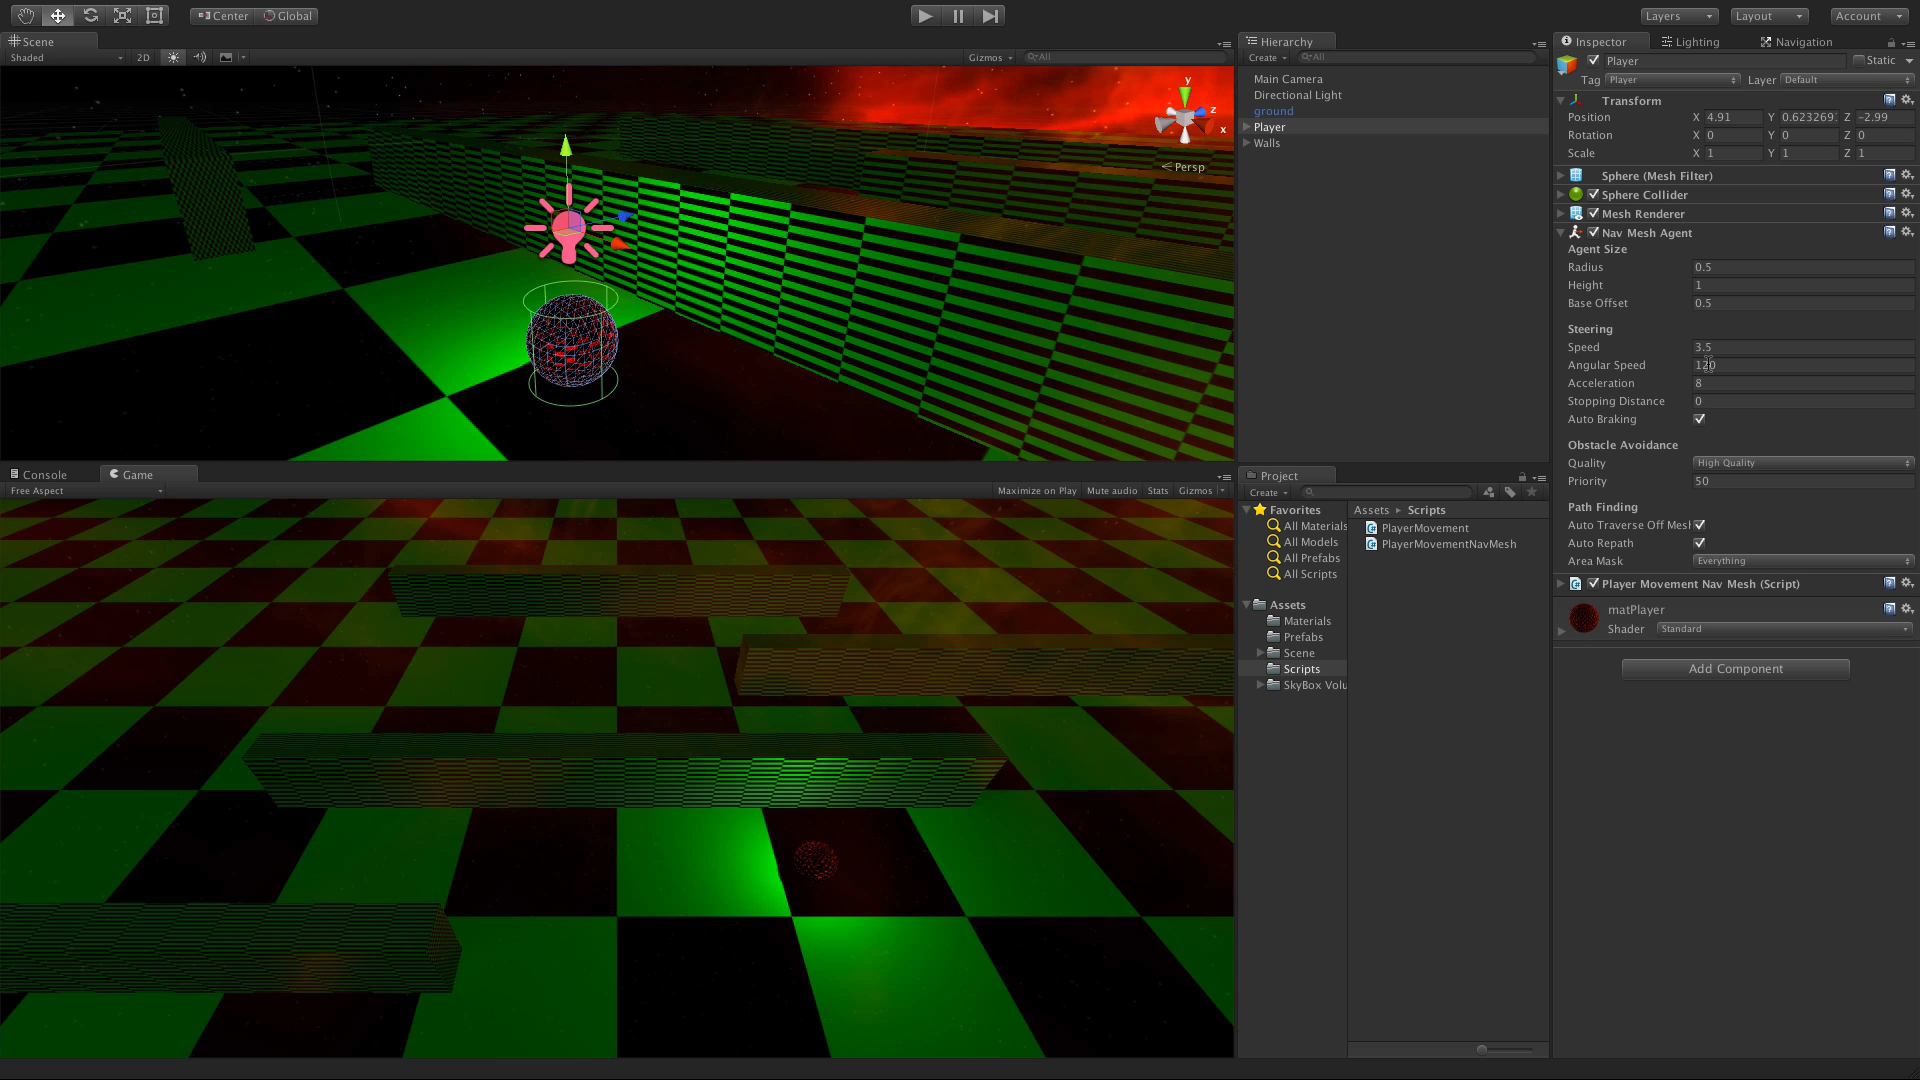 Center Global
Layers Layout Account
Scene
Shaded 2D Gizmos All
y
z
x
Persp
Console Game
Free Aspect Maximize on Play Mute audio Stats Gizmos
Hierarchy
Create All
Main Camera
Directional Light
ground
Player
Walls
Project
Create
Favorites
All Materials
All Models
All Prefabs
All Scripts
Assets
Materials
Prefabs
Scene
Scripts
SkyBox Volu
Assets Scripts
PlayerMovement
PlayerMovementNavMesh
Inspector Lighting Navigation
Player Static
Tag Player Layer Default
Transform
Position X 4.91 Y 0.623269 Z -2.99
Rotation X 0 Y 0 Z 0
Scale X 1 Y 1 Z 1
Sphere (Mesh Filter)
Sphere Collider
Mesh Renderer
Nav Mesh Agent
Agent Size
Radius 0.5
Height 1
Base Offset 0.5
Steering
Speed 3.5
Angular Speed 120
Acceleration 8
Stopping Distance 0
Auto Braking
Obstacle Avoidance
Quality High Quality
Priority 50
Path Finding
Auto Traverse Off Mesh
Auto Repath
Area Mask Everything
Player Movement Nav Mesh (Script)
matPlayer
Shader Standard
Add Component